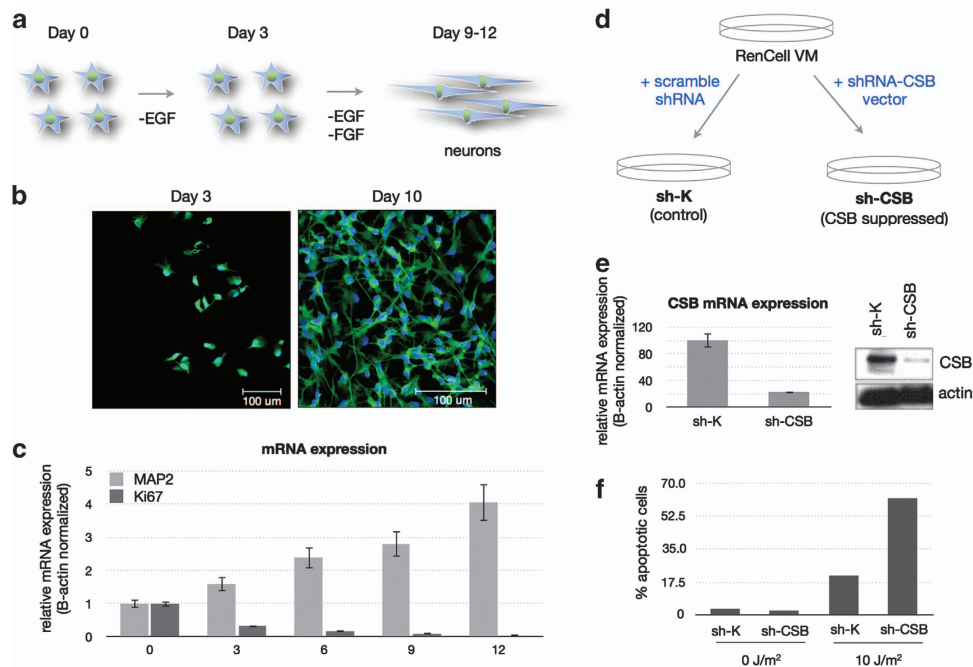 a
Day 0
Day 3
Day 9-12
-EGF
-EGF
-FGF
neurons
b
Day 3
Day 10
100 um
100 um
c
mRNA expression
MAP2
Ki67
relative mRNA expression
(B-actin normalized)
5
4
3
2
1
0
0
3
6
9
12
d
RenCell VM
+ scramble
shRNA
+ shRNA-CSB
vector
sh-K
(control)
sh-CSB
(CSB suppressed)
e
CSB mRNA expression
relative mRNA expression
(B-actin normalized)
120
100
80
60
40
20
0
sh-K
sh-CSB
sh-K
sh-CSB
CSB
actin
f
% apoptotic cells
70.0
52.5
35.0
17.5
0
sh-K
sh-CSB
sh-K
sh-CSB
0 J/m²
10 J/m²